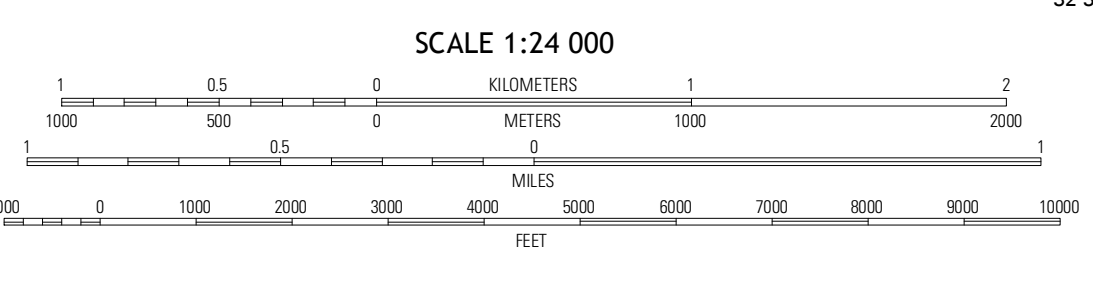 SCALE 1:24 000
1 0.5 0 KILOMETERS 1 2
1000 500 0 METERS 1000 2000
1 0.5 0 1
MILES
0 1000 2000 3000 4000 5000 6000 7000 8000 9000 10000
FEET